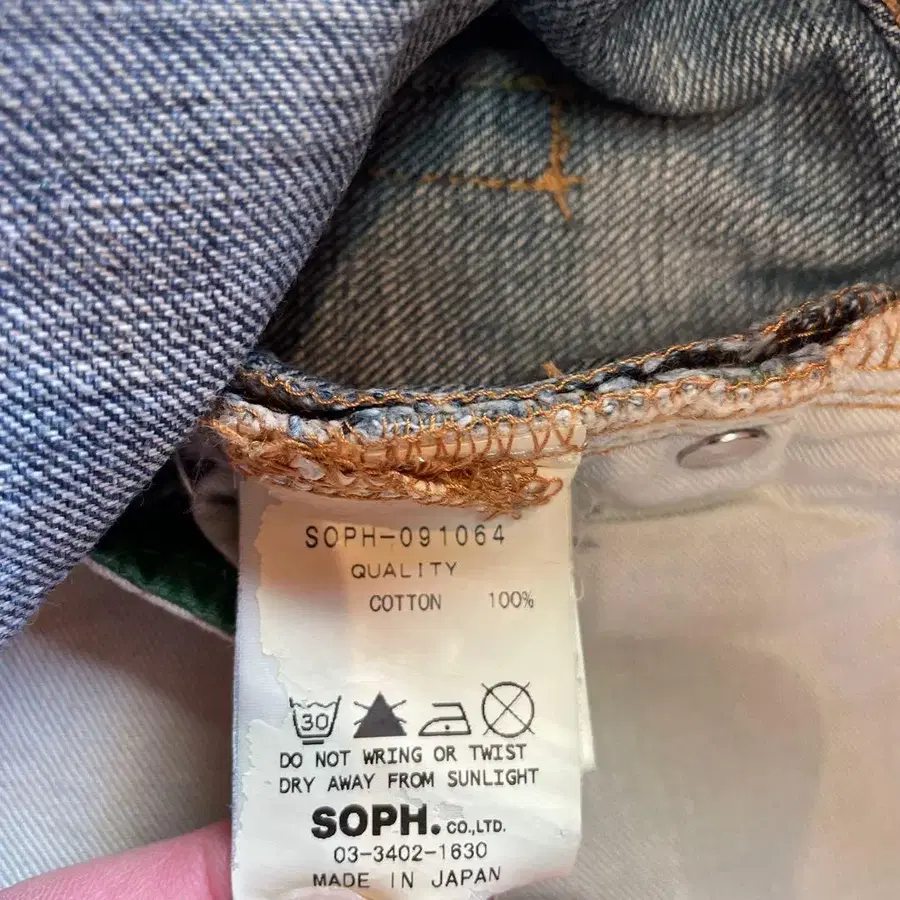 SOPH-091064
QUALITY
COTTON 100%
30
DO NOT WRING OR TWIST
DRY AWAY FROM SUNLIGHT
SOPH. CO.,LTD.
03-3402-1630
MADE IN JAPAN